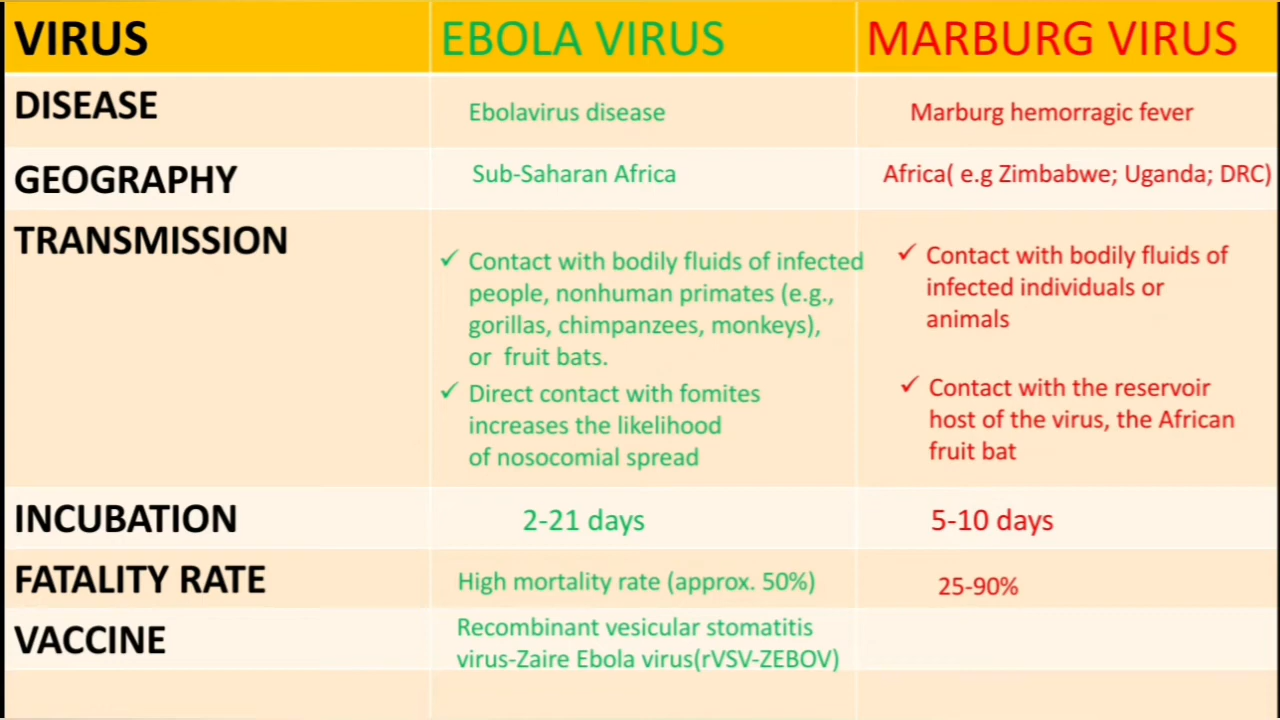 VIRUS EBOLA VIRUS MARBURG VIRUS
DISEASE Ebolavirus disease Marburg hemorragic fever
GEOGRAPHY Sub-Saharan Africa Africa( e.g Zimbabwe; Uganda; DRC)
TRANSMISSION
✓ Contact with bodily fluids of infected
people, nonhuman primates (e.g.,
gorillas, chimpanzees, monkeys),
or fruit bats.
✓ Direct contact with fomites
increases the likelihood
of nosocomial spread
✓ Contact with bodily fluids of
infected individuals or
animals
✓ Contact with the reservoir
host of the virus, the African
fruit bat
INCUBATION 2-21 days 5-10 days
FATALITY RATE High mortality rate (approx. 50%) 25-90%
VACCINE Recombinant vesicular stomatitis
virus-Zaire Ebola virus(rVSV-ZEBOV)